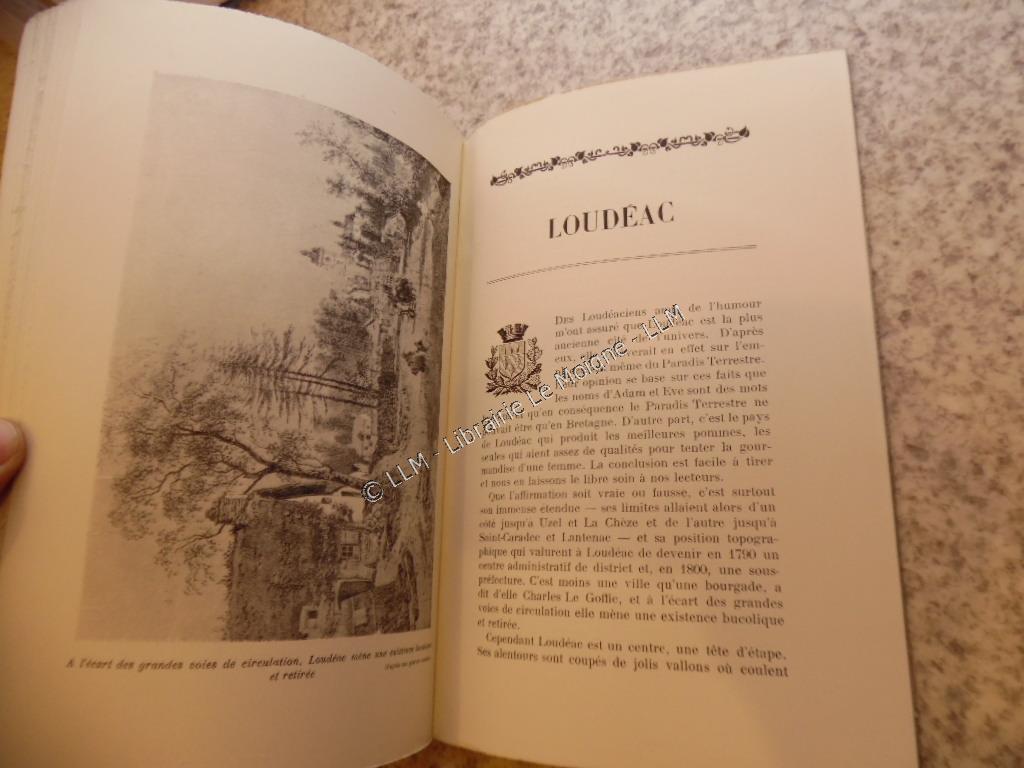 A l'écart des grandes voies de circulation, Loudéac mène une existence bucolique
et retirée
LOUDÉAC
DES Loudéaciens de l'humour
m'ont assuré que est la plus
ancienne cité de l'univers. D'après
eux, elle en effet sur l'em-
même du Paradis Terrestre.
opinion se base sur ces faits que
les noms d'Adam et Eve sont des mots
et qu'en conséquence le Paradis Terrestre ne
être qu'en Bretagne. D'autre part, c'est le pays
de Loudéac qui produit les meilleures pommes, les
seules qui aient assez de qualités pour tenter la gour-
mandise d'une femme. La conclusion est facile à tirer
et nous en laissons le libre soin à nos lecteurs.
Que l'affirmation soit vraie ou fausse, c'est surtout
son immense étendue — ses limites allaient alors d'un
côté jusqu'à Uzel et La Chèze et de l'autre jusqu'à
Saint-Caradec et Lantenac — et sa position topogra-
phique qui valurent à Loudéac de devenir en 1790 un
centre administratif de district et, en 1800, une sous-
préfecture. C'est moins une ville qu'une bourgade, a
dit d'elle Charles Le Goffic, et à l'écart des grandes
voies de circulation elle mène une existence bucolique
et retirée.
Cependant Loudéac est un centre, une tête d'étape.
Ses alentours sont coupés de jolis vallons où coulent
© LLM - Librairie Le Moigne - LLM